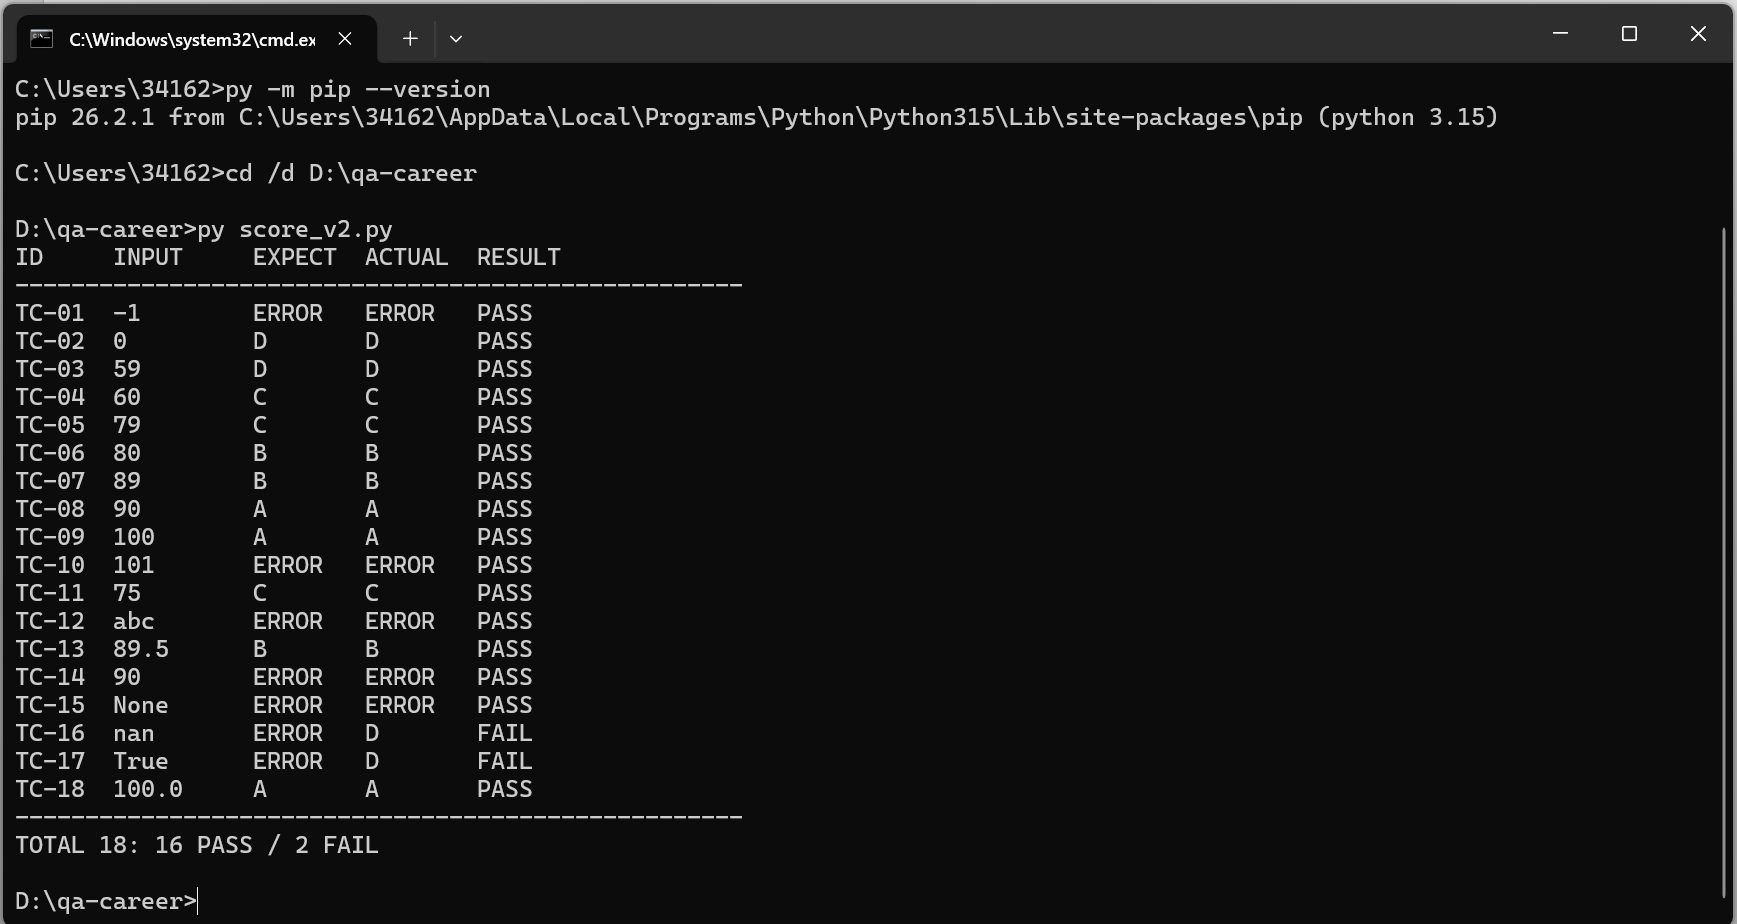 C:\Windows\system32\cmd.ex
C:\Users\34162>py -m pip --version
pip 26.2.1 from C:\Users\34162\AppData\Local\Programs\Python\Python315\Lib\site-packages\pip (python 3.15)
C:\Users\34162>cd /d D:\qa-career
D:\qa-career>py score_v2.py
ID     INPUT     EXPECT  ACTUAL  RESULT
----------------------------------------------------
TC-01  -1        ERROR   ERROR   PASS
TC-02  0         D       D       PASS
TC-03  59        D       D       PASS
TC-04  60        C       C       PASS
TC-05  79        C       C       PASS
TC-06  80        B       B       PASS
TC-07  89        B       B       PASS
TC-08  90        A       A       PASS
TC-09  100       A       A       PASS
TC-10  101       ERROR   ERROR   PASS
TC-11  75        C       C       PASS
TC-12  abc       ERROR   ERROR   PASS
TC-13  89.5      B       B       PASS
TC-14  90        ERROR   ERROR   PASS
TC-15  None      ERROR   ERROR   PASS
TC-16  nan       ERROR   D       FAIL
TC-17  True      ERROR   D       FAIL
TC-18  100.0     A       A       PASS
----------------------------------------------------
TOTAL 18: 16 PASS / 2 FAIL
D:\qa-career>